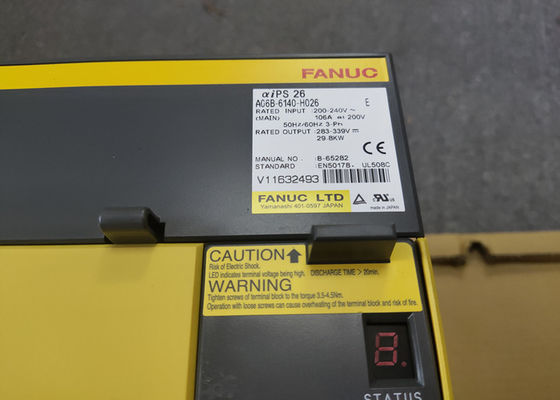 FANUC
αiPS 26
A06B-6140-H026 E
RATED INPUT :200-240V ~
(MAIN) 106A at 200V
50HZ/60HZ 3-PH
RATED OUTPUT :283-339V
29.8KW
MANUAL NO. :B-65282
STANDARD :EN50178, UL508C
CE
V11632493
FANUC LTD
Yamanashi 401-0597 JAPAN
made in JAPAN
CAUTION
Risk of Electric Shock.
LED indicates terminal voltage being high. DISCHARGE TIME > 20min.
WARNING
Tighten screws of terminal block to the torque 3.5-4.5Nm.
Operation with loose screws can cause overheating of the terminal block and risk of fire.
8.
STATUS